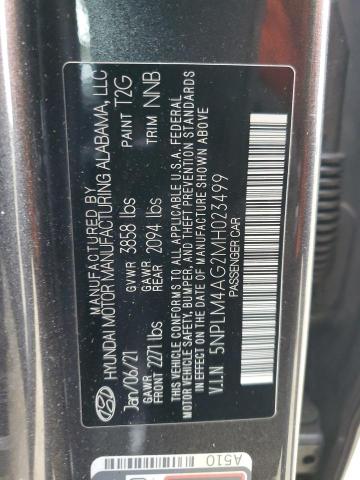 MANUFACTURED BY
HYUNDAI MOTOR MANUFACTURING ALABAMA, LLC
Jan/06/21 GVWR 3858 lbs PAINT T2G
GAWR FRONT 2271 lbs GAWR REAR 2094 lbs TRIM NNB
THIS VEHICLE CONFORMS TO ALL APPLICABLE U.S.A. FEDERAL
MOTOR VEHICLE SAFETY, BUMPER, AND THEFT PREVENTION STANDARDS
IN EFFECT ON THE DATE OF MANUFACTURE SHOWN ABOVE.
V.I.N 5NPLM4AG2MH023499
PASSENGER CAR
A510